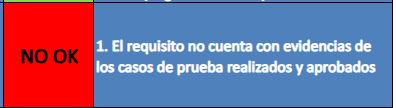 NO OK
1. El requisito no cuenta con evidencias de
los casos de prueba realizados y aprobados